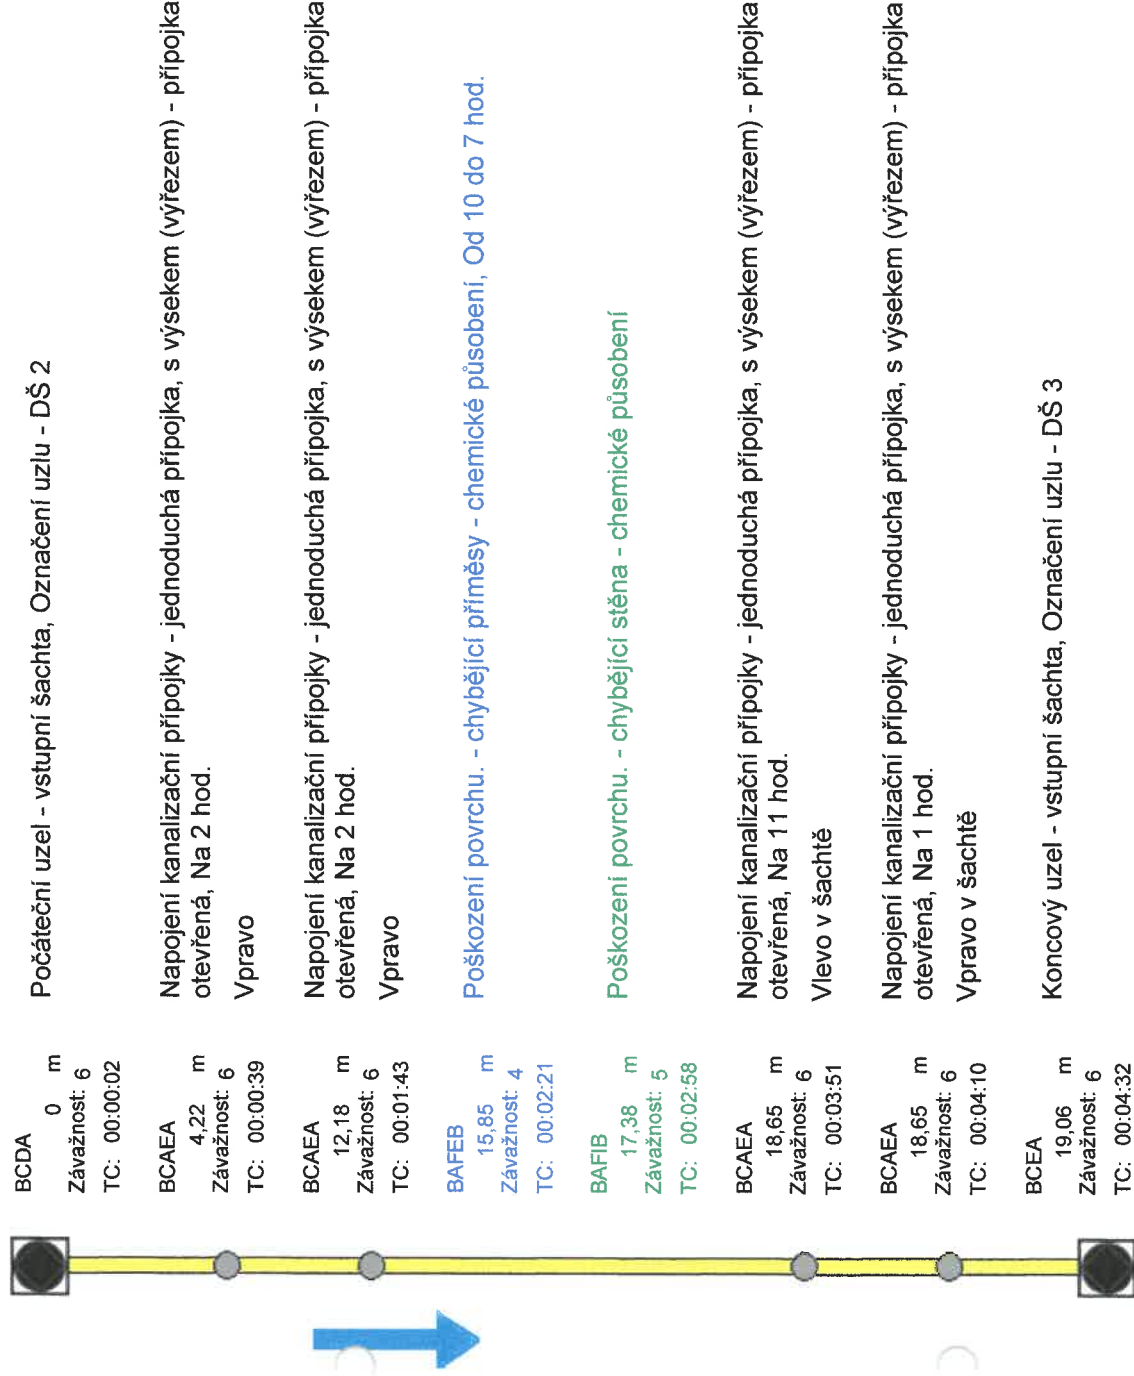 BCDA
0 m
Závažnost: 6
TC: 00:00:02
Počáteční uzel - vstupní šachta, Označení uzlu - DŠ 2
BCAEA
4,22 m
Závažnost: 6
TC: 00:00:39
Napojení kanalizační přípojky - jednoduchá přípojka, s výsekem (výřezem) - přípojka
otevřená, Na 2 hod.
Vpravo
BCAEA
12,18 m
Závažnost: 6
TC: 00:01:43
Napojení kanalizační přípojky - jednoduchá přípojka, s výsekem (výřezem) - přípojka
otevřená, Na 2 hod.
Vpravo
BAFEB
15,85 m
Závažnost: 4
TC: 00:02:21
Poškození povrchu. - chybějící příměsy - chemické působení, Od 10 do 7 hod.
BAFIB
17,38 m
Závažnost: 5
TC: 00:02:58
Poškození povrchu. - chybějící stěna - chemické působení
BCAEA
18,65 m
Závažnost: 6
TC: 00:03:51
Napojení kanalizační přípojky - jednoduchá přípojka, s výsekem (výřezem) - přípojka
otevřená, Na 11 hod.
Vlevo v šachtě
BCAEA
18,65 m
Závažnost: 6
TC: 00:04:10
Napojení kanalizační přípojky - jednoduchá přípojka, s výsekem (výřezem) - přípojka
otevřená, Na 1 hod.
Vpravo v šachtě
BCEA
19,06 m
Závažnost: 6
TC: 00:04:32
Koncový uzel - vstupní šachta, Označení uzlu - DŠ 3